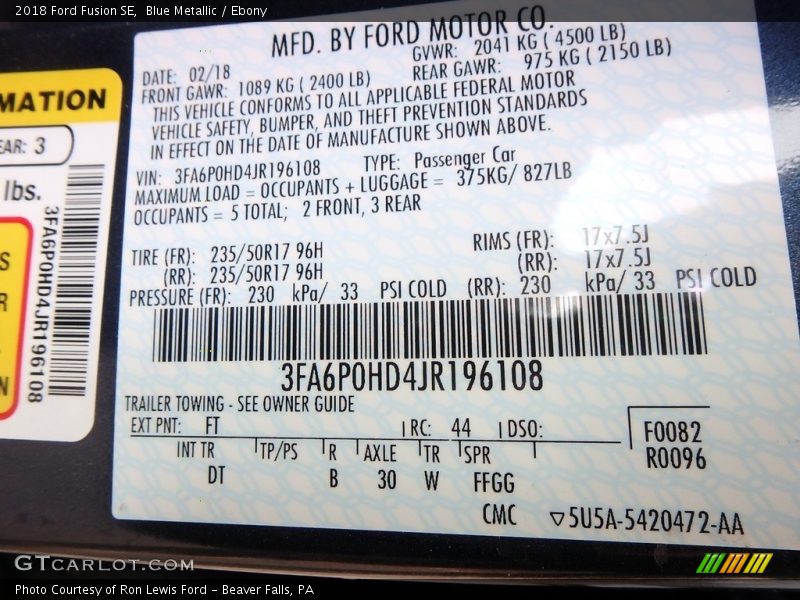 2018 Ford Fusion SE, Blue Metallic / Ebony
MATION
EAR: 3
lbs.
3FA6P0HD4JR196108
MFD. BY FORD MOTOR CO.
DATE: 02/18 GVWR: 2041 KG ( 4500 LB)
FRONT GAWR: 1089 KG ( 2400 LB) REAR GAWR: 975 KG ( 2150 LB)
THIS VEHICLE CONFORMS TO ALL APPLICABLE FEDERAL MOTOR
VEHICLE SAFETY, BUMPER, AND THEFT PREVENTION STANDARDS
IN EFFECT ON THE DATE OF MANUFACTURE SHOWN ABOVE.
VIN: 3FA6P0HD4JR196108 TYPE: Passenger Car
MAXIMUM LOAD = OCCUPANTS + LUGGAGE = 375KG/ 827LB
OCCUPANTS = 5 TOTAL; 2 FRONT, 3 REAR
TIRE (FR): 235/50R17 96H RIMS (FR): 17x7.5J
(RR): 235/50R17 96H (RR): 17x7.5J
PRESSURE (FR): 230 kPa/ 33 PSI COLD (RR): 230 kPa/ 33 PSI COLD
3FA6P0HD4JR196108
TRAILER TOWING - SEE OWNER GUIDE
EXT PNT: FT RC: 44 DSO: F0082
R0096
INT TR TP/PS R AXLE TR SPR
DT B 30 W FFGG
CMC ▽5U5A-5420472-AA
GTCARLOT.COM
Photo Courtesy of Ron Lewis Ford - Beaver Falls, PA